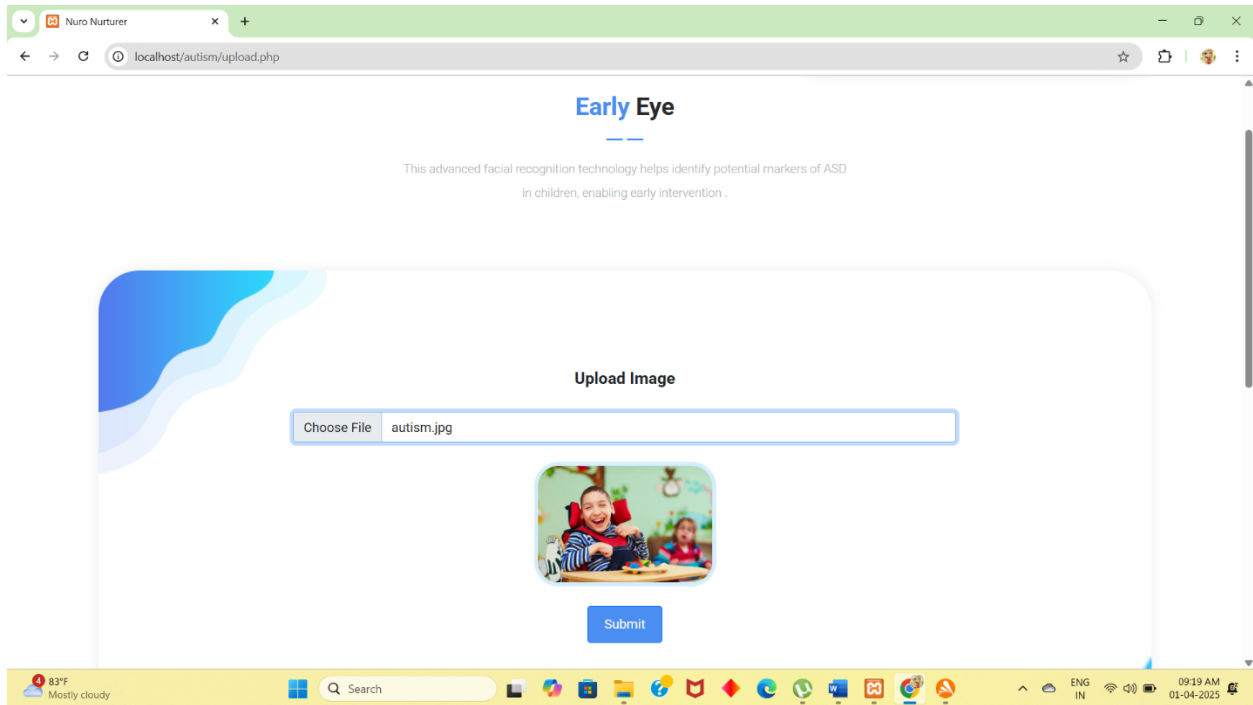 Nuro Nurturer
localhost/autism/upload.php
Early Eye
This advanced facial recognition technology helps identify potential markers of ASD
in children, enabling early intervention .
Upload Image
Choose File autism.jpg
Submit
4
83°F
Mostly cloudy
Search
ENG
IN
09:19 AM
01-04-2025